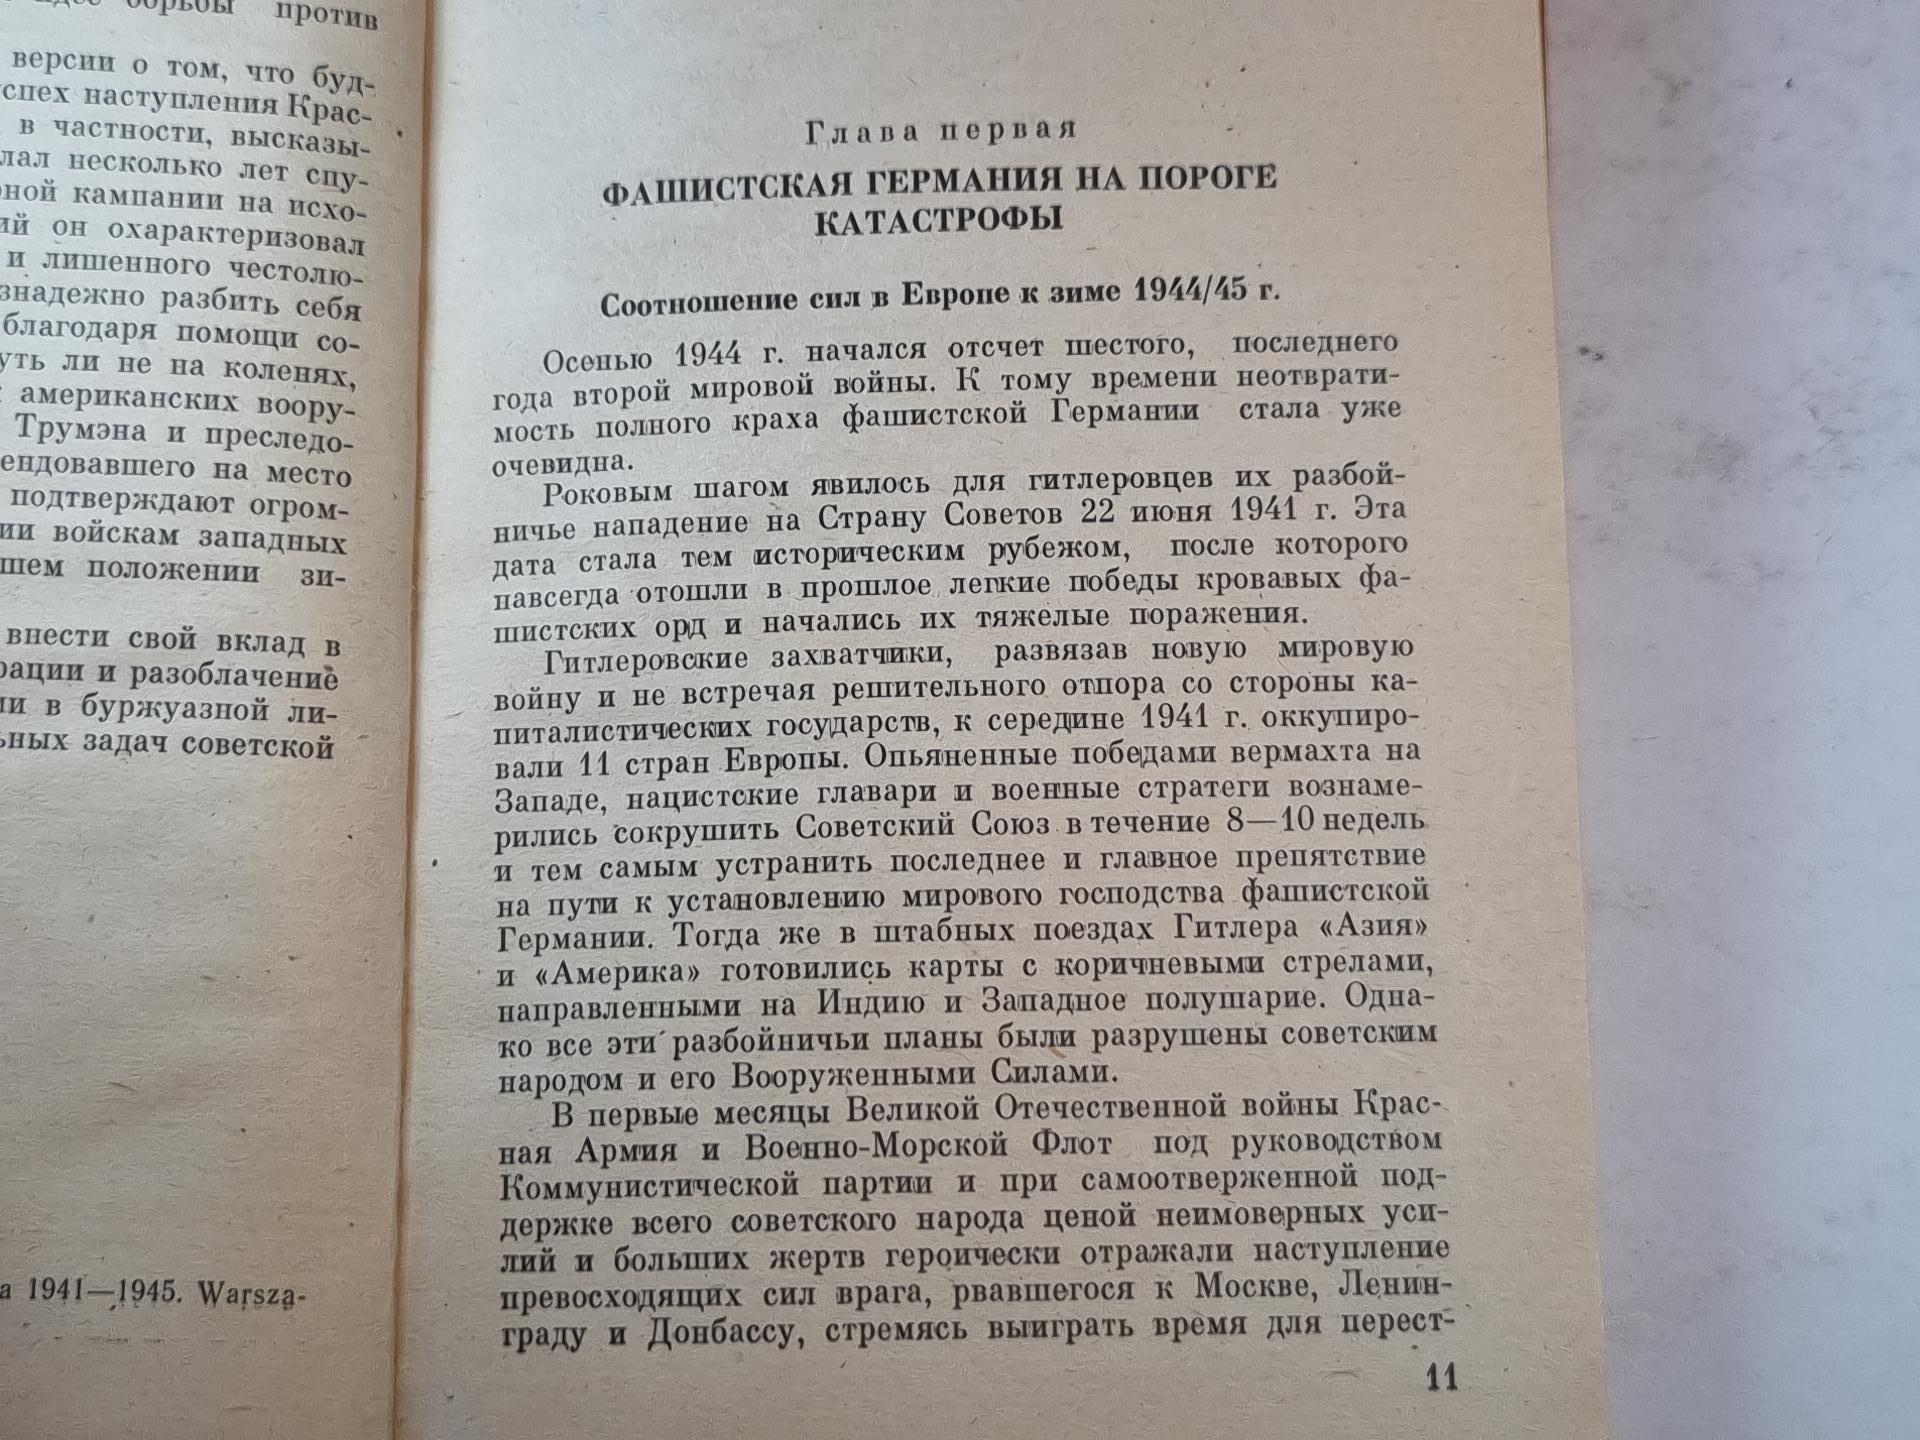 борьбы против
версии о том, что буд-
спех наступления Крас-
в частности, высказы-
лал несколько лет спу-
ной кампании на исхо-
ий он охарактеризовал
и лишенного честолю-
знадежно разбить себя
благодаря помощи со-
уть ли не на коленях,
американских воору-
Трумэна и преследо-
ендовавшего на место
подтверждают огром-
ии войскам западных
шем положении зи-
внести свой вклад в
рации и разоблачение
ии в буржуазной ли-
ьных задач советской
а 1941—1945. Warsza-
Глава первая
ФАШИСТСКАЯ ГЕРМАНИЯ НА ПОРОГЕ
КАТАСТРОФЫ
Соотношение сил в Европе к зиме 1944/45 г.
Осенью 1944 г. начался отсчет шестого, последнего
года второй мировой войны. К тому времени неотврати-
мость полного краха фашистской Германии стала уже
очевидна.
Роковым шагом явилось для гитлеровцев их разбой-
ничье нападение на Страну Советов 22 июня 1941 г. Эта
дата стала тем историческим рубежом, после которого
навсегда отошли в прошлое легкие победы кровавых фа-
шистских орд и начались их тяжелые поражения.
Гитлеровские захватчики, развязав новую мировую
войну и не встречая решительного отпора со стороны ка-
питалистических государств, к середине 1941 г. оккупиро-
вали 11 стран Европы. Опьяненные победами вермахта на
Западе, нацистские главари и военные стратеги вознаме-
рились сокрушить Советский Союз в течение 8—10 недель
и тем самым устранить последнее и главное препятствие
на пути к установлению мирового господства фашистской
Германии. Тогда же в штабных поездах Гитлера «Азия»
и «Америка» готовились карты с коричневыми стрелами,
направленными на Индию и Западное полушарие. Одна-
ко все эти разбойничьи планы были разрушены советским
народом и его Вооруженными Силами.
В первые месяцы Великой Отечественной войны Крас-
ная Армия и Военно-Морской Флот под руководством
Коммунистической партии и при самоотверженной под-
держке всего советского народа ценой неимоверных уси-
лий и больших жертв героически отражали наступление
превосходящих сил врага, рвавшегося к Москве, Ленин-
граду и Донбассу, стремясь выиграть время для перест-
11